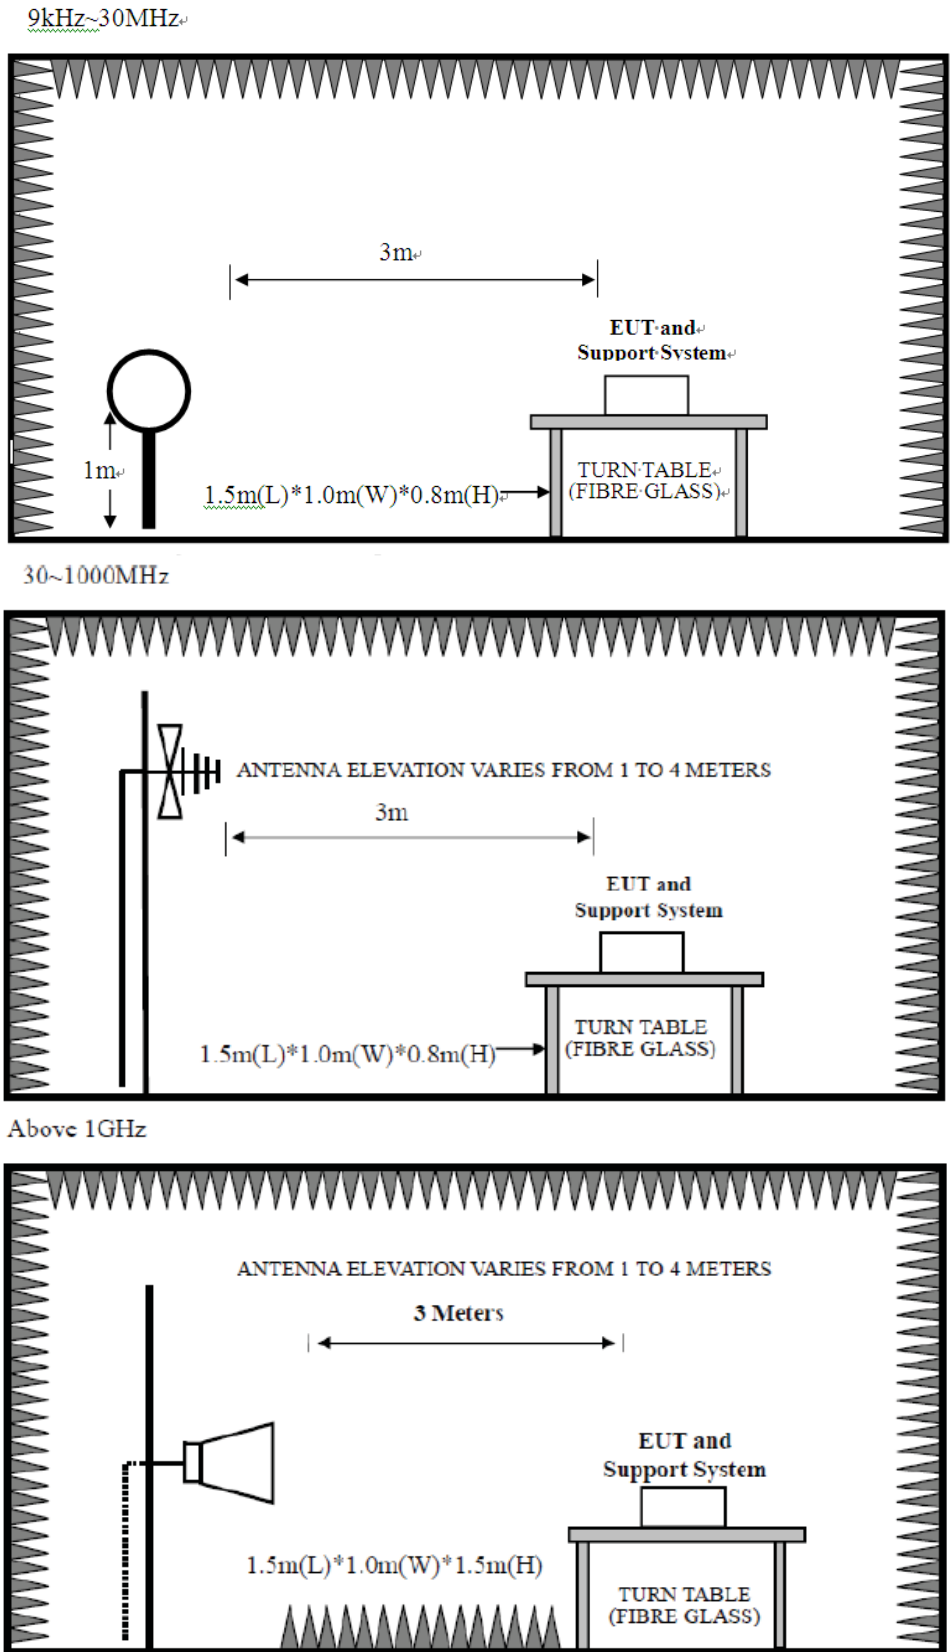 9kHz~30MHz
3m
EUT and
Support System
1m
TURN TABLE
(FIBRE GLASS)
1.5m(L)*1.0m(W)*0.8m(H)
30~1000MHz
ANTENNA ELEVATION VARIES FROM 1 TO 4 METERS
3m
EUT and
Support System
TURN TABLE
(FIBRE GLASS)
1.5m(L)*1.0m(W)*0.8m(H)
Above 1GHz
ANTENNA ELEVATION VARIES FROM 1 TO 4 METERS
3 Meters
EUT and
Support System
1.5m(L)*1.0m(W)*1.5m(H)
TURN TABLE
(FIBRE GLASS)